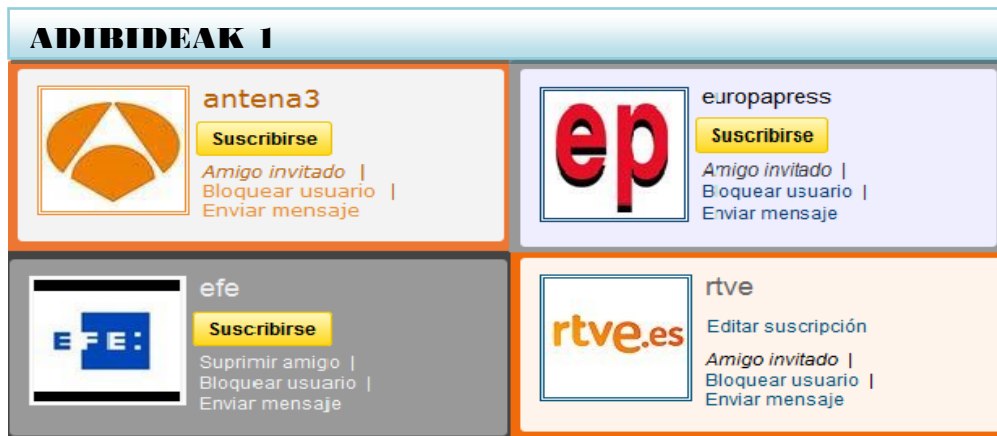 ADIBIDEAK 1
antena3
Suscribirse
Amigo invitado |
Bloquear usuario |
Enviar mensaje
ep
europapress
Suscribirse
Amigo invitado |
Bloquear usuario |
Enviar mensaje
EFE:
efe
Suscribirse
Suprimir amigo |
Bloquear usuario |
Enviar mensaje
rtve.es
rtve
Editar suscripción
Amigo invitado |
Bloquear usuario |
Enviar mensaje